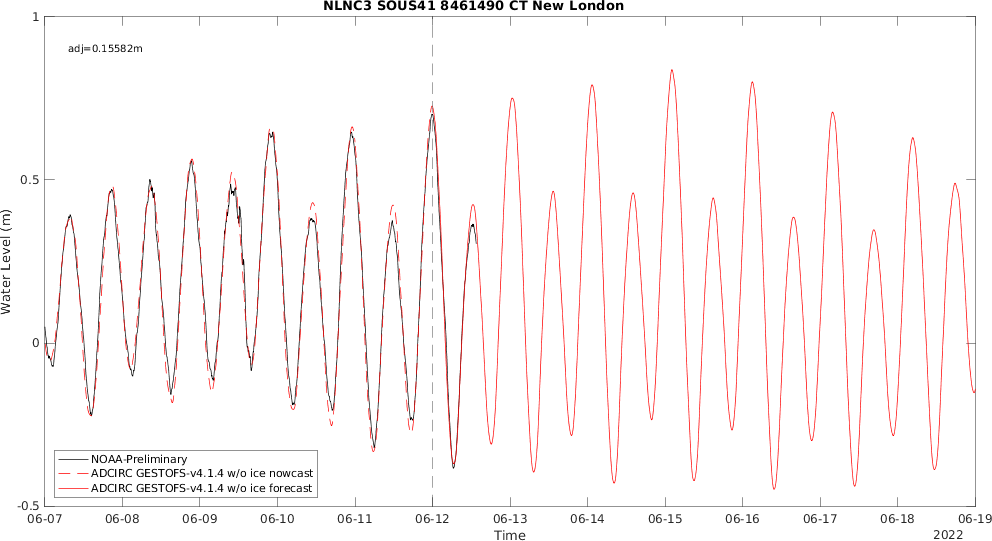 NLNC3 SOUS41 8461490 CT New London
adj=0.15582m
1
0.5
0
-0.5
Water Level (m)
NOAA-Preliminary
ADCIRC GESTOFS-v4.1.4 w/o ice nowcast
ADCIRC GESTOFS-v4.1.4 w/o ice forecast
06-07 06-08 06-09 06-10 06-11 06-12 06-13 06-14 06-15 06-16 06-17 06-18 06-19
Time
2022